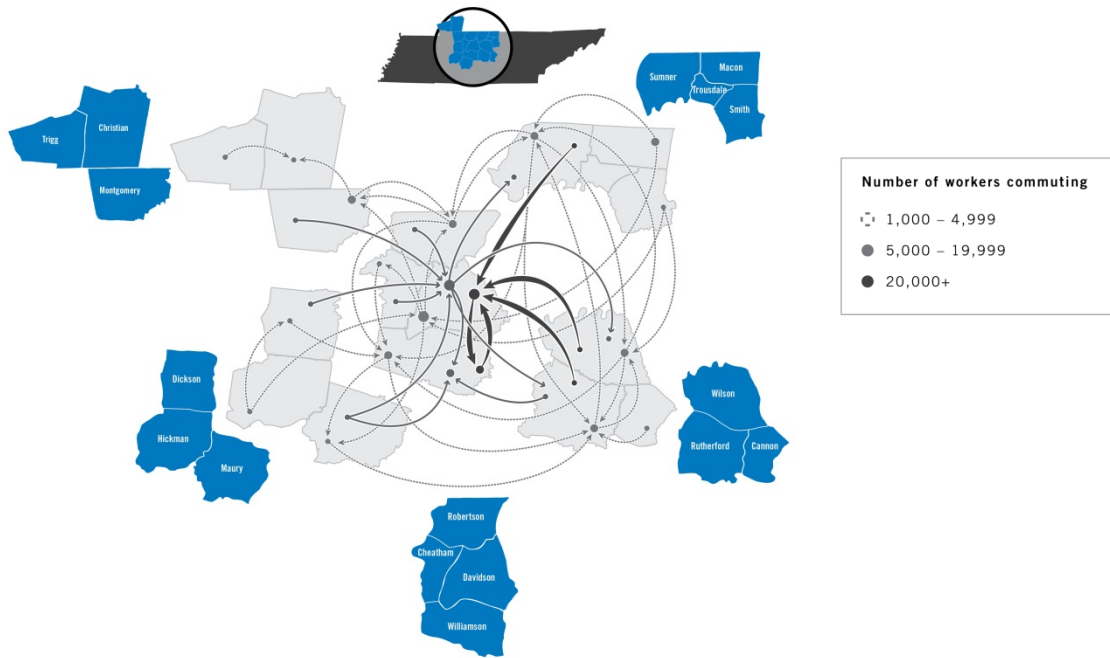 Sumner
Macon
Trousdale
Smith
Trigg
Christian
Montgomery
Number of workers commuting
1,000 – 4,999
5,000 – 19,999
20,000+
Dickson
Hickman
Maury
Wilson
Rutherford
Cannon
Robertson
Cheatham
Davidson
Williamson